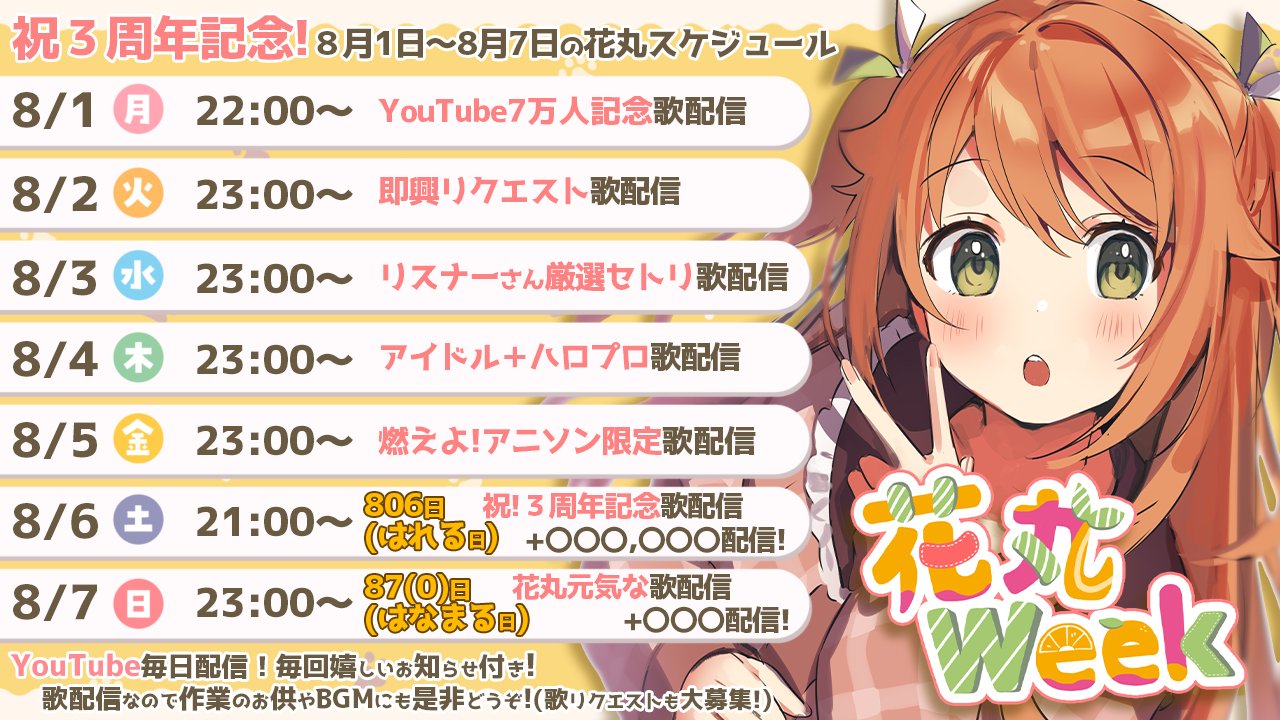 祝３周年記念!８月1日～8月7日の花丸スケジュール
8/1 月 22:00～ YouTube7万人記念歌配信
8/2 火 23:00～ 即興リクエスト歌配信
8/3 水 23:00～ リスナーさん厳選セトリ歌配信
8/4 木 23:00～ アイドル＋ハロプロ歌配信
8/5 金 23:00～ 燃えよ!アニソン限定歌配信
8/6 土 21:00～ 806日 祝!３周年記念歌配信
(はれる日) +〇〇〇,〇〇〇配信!
8/7 日 23:00～ 87(0)日 花丸元気な歌配信
(はなまる日) +〇〇〇配信!
花丸
Week
YouTube毎日配信！毎回嬉しいお知らせ付き!
歌配信なので作業のお供やBGMにも是非どうぞ!(歌リクエストも大募集!)